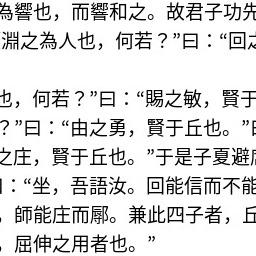 為響也，而響和之。故君子功先
淵之為人也，何若？”曰：“回之
也，何若？”曰：“賜之敏，賢于
？”曰：“由之勇，賢于丘也。”
之庄，賢于丘也。”于是子夏避席
曰：“坐，吾語汝。回能信而不能
，師能庄而厮。兼此四子者，丘
，屈伸之用者也。”